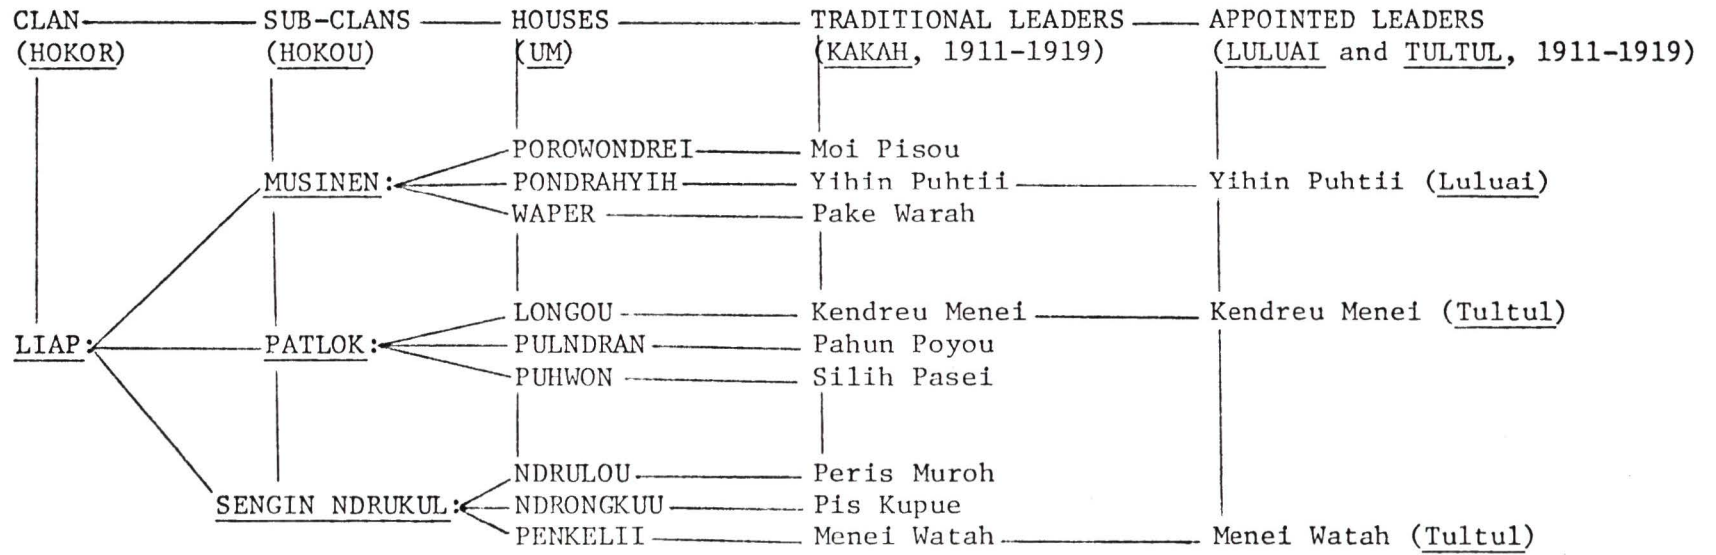 CLAN SUB-CLANS HOUSES TRADITIONAL LEADERS APPOINTED LEADERS
(HOKOR) (HOKOU) (UM) (KAKAH, 1911-1919) (LULUAI and TULTUL, 1911-1919)
POROWONDREI Moi Pisou
MUSINEN: PONDRAHYIH Yihin Puhtii Yihin Puhtii (Luluai)
WAPER Pake Warah
LONGOU Kendreu Menei Kendreu Menei (Tultul)
LIAP: PATLOK: PULNDRAN Pahun Poyou
PUHWON Silih Pasei
NDRULOU Peris Muroh
SENGIN NDRUKUL: NDRONGKUU Pis Kupue
PENKELII Menei Watah Menei Watah (Tultul)